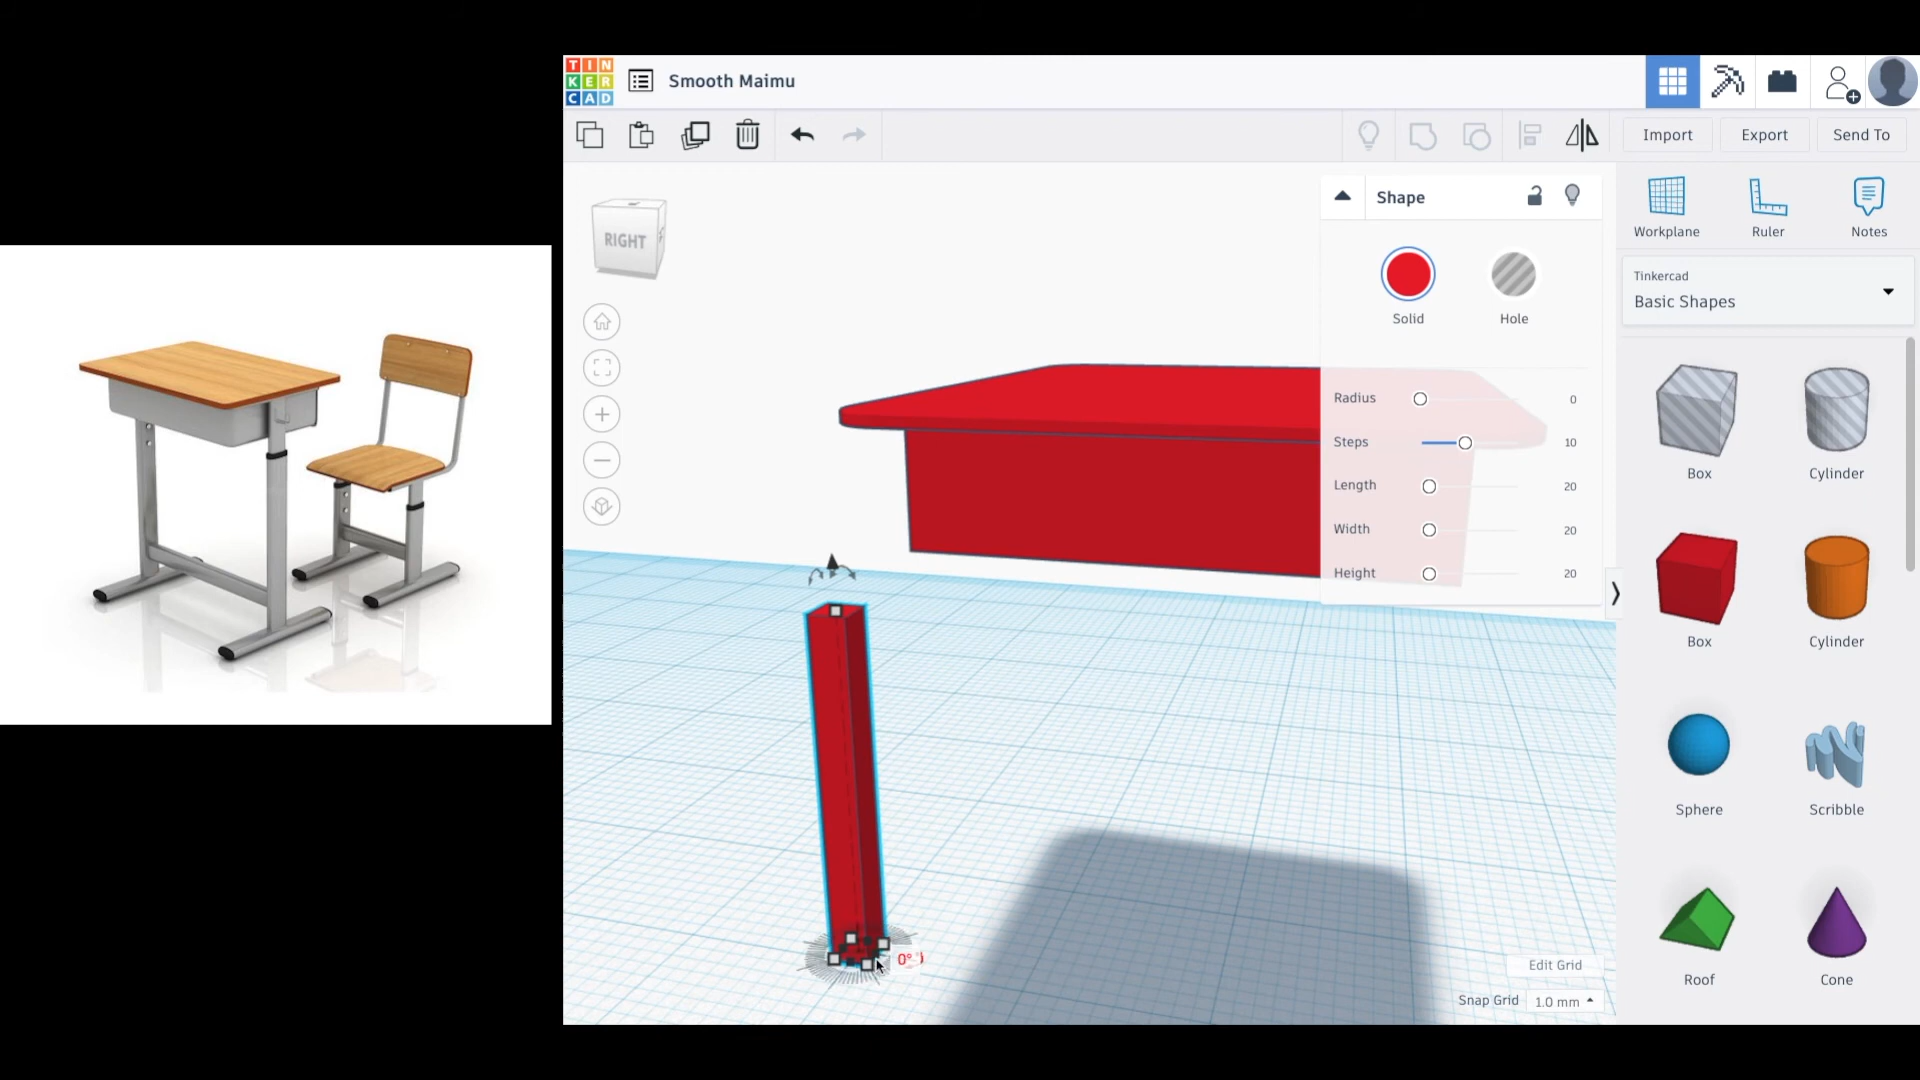 TIN
KER
CAD
Smooth Maimu
Import
Export
Send To
RIGHT
Shape
Solid
Hole
Radius 0
Steps 10
Length 20
Width 20
Height 20
Workplane
Ruler
Notes
Tinkercad
Basic Shapes
Box
Cylinder
Box
Cylinder
Sphere
Scribble
Roof
Cone
Edit Grid
Snap Grid 1.0 mm